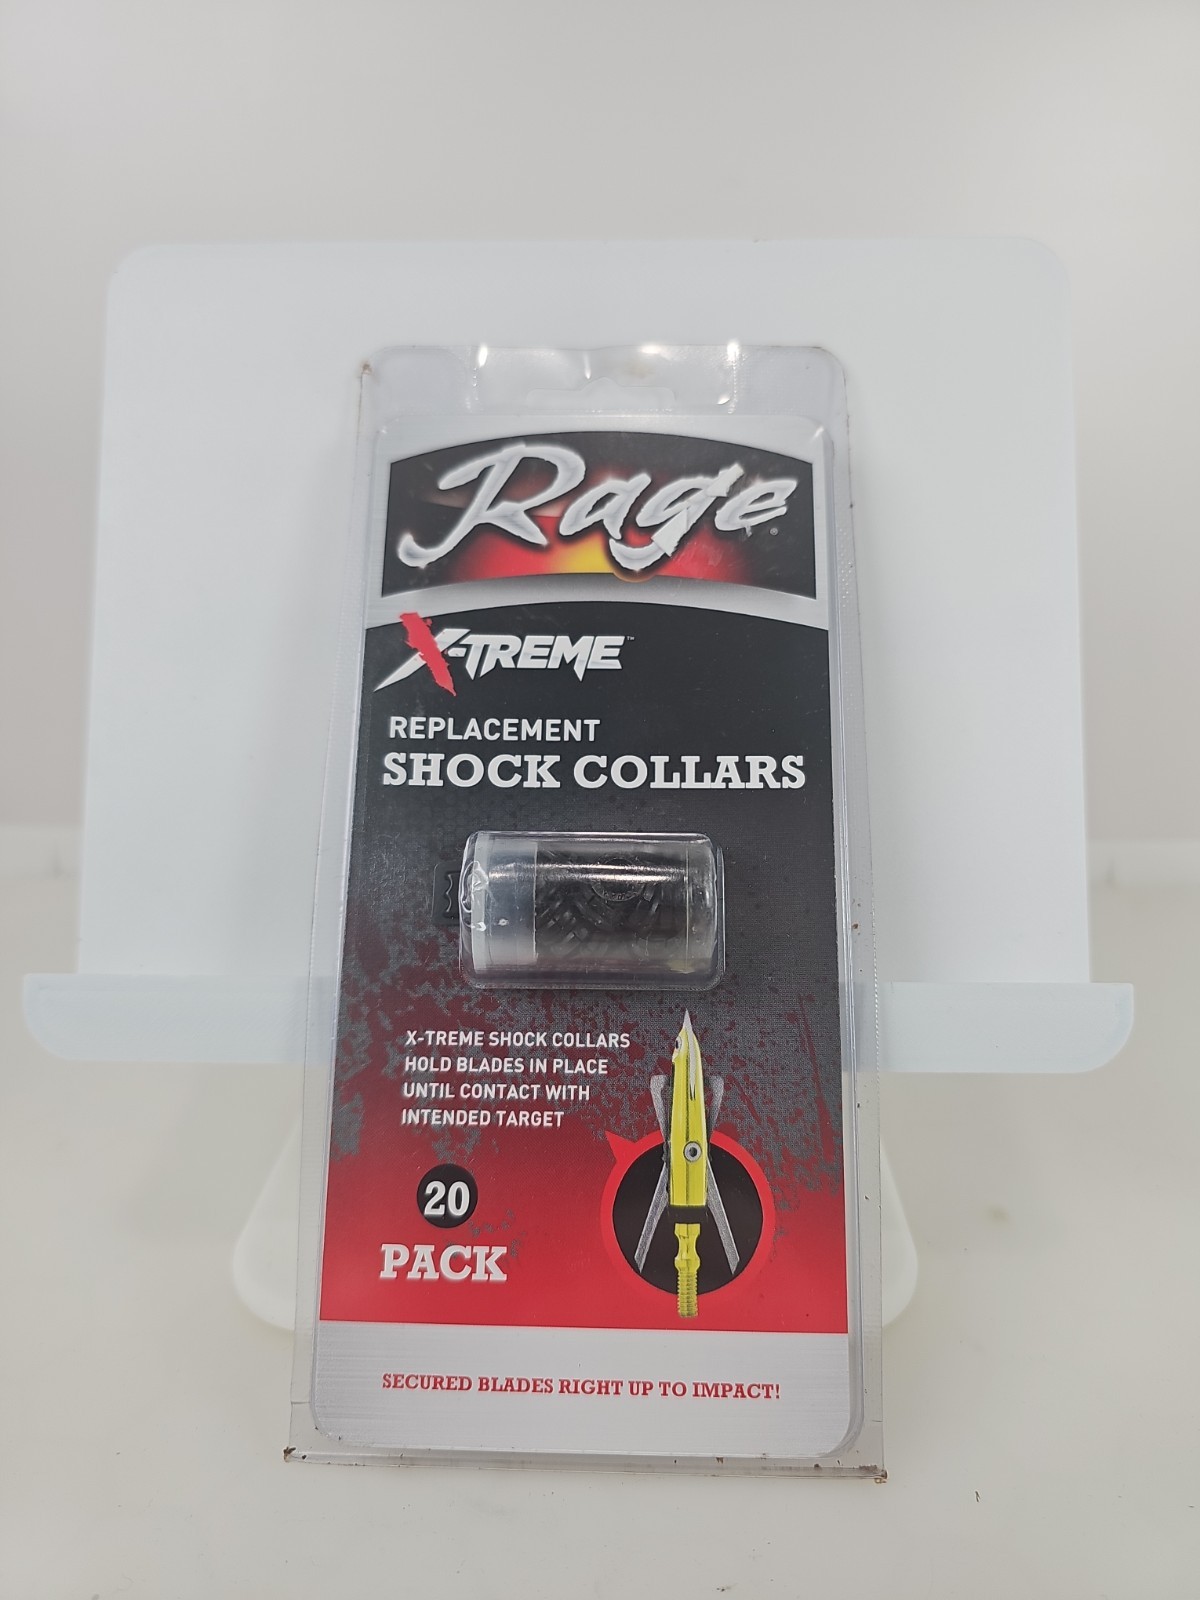 Rage®
X-TREME™
REPLACEMENT
SHOCK COLLARS
X-TREME SHOCK COLLARS
HOLD BLADES IN PLACE
UNTIL CONTACT WITH
INTENDED TARGET
20
PACK
SECURED BLADES RIGHT UP TO IMPACT!